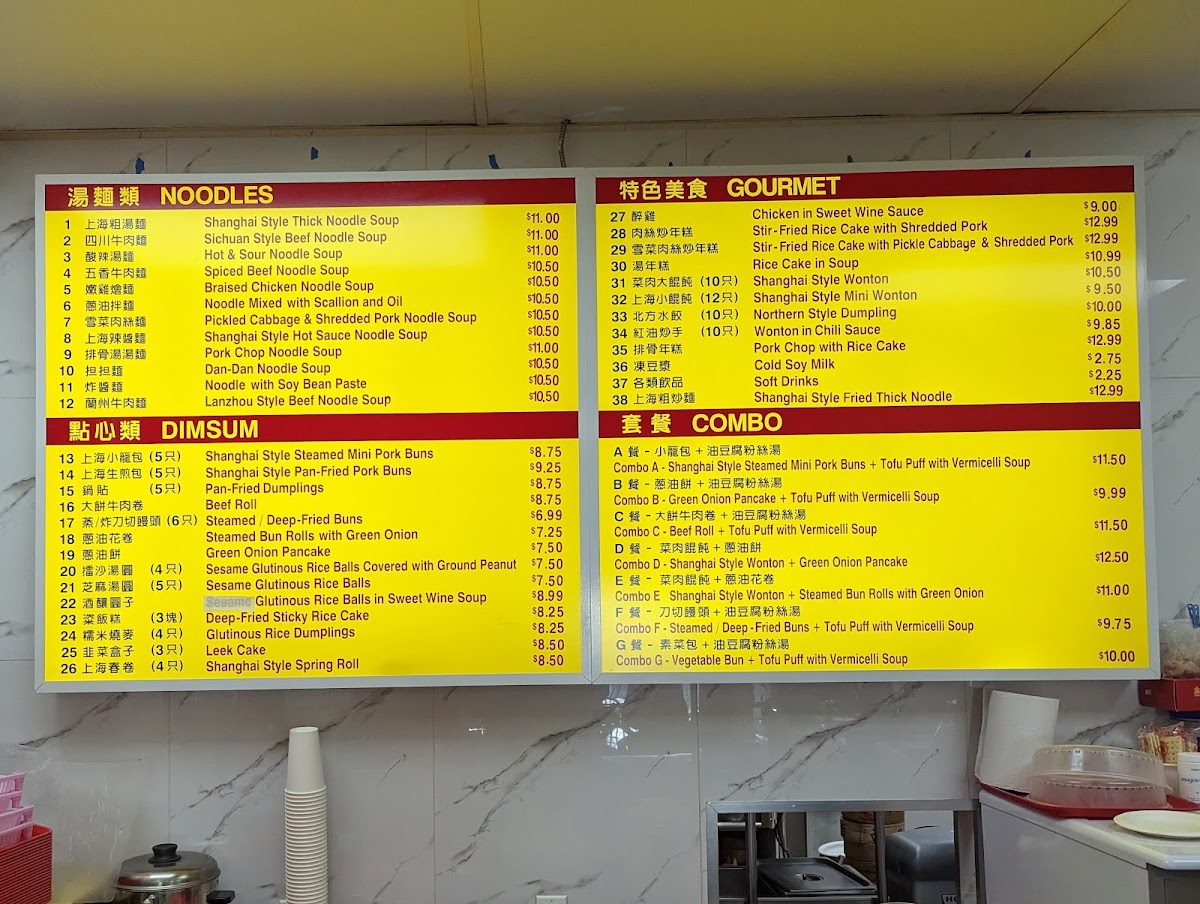 湯麵類 NOODLES
1 上海粗湯麵 Shanghai Style Thick Noodle Soup $11.00
2 四川牛肉麵 Sichuan Style Beef Noodle Soup $11.00
3 酸辣湯麵 Hot & Sour Noodle Soup $11.00
4 五香牛肉麵 Spiced Beef Noodle Soup $10.50
5 嫩雞燴麵 Braised Chicken Noodle Soup $10.50
6 蔥油拌麵 Noodle Mixed with Scallion and Oil $10.50
7 雪菜肉絲麵 Pickled Cabbage & Shredded Pork Noodle Soup $10.50
8 上海辣醬麵 Shanghai Style Hot Sauce Noodle Soup $10.50
9 排骨湯湯麵 Pork Chop Noodle Soup $11.00
10 担担麵 Dan-Dan Noodle Soup $10.50
11 炸醬麵 Noodle with Soy Bean Paste $10.50
12 蘭州牛肉麵 Lanzhou Style Beef Noodle Soup $10.50
點心類 DIMSUM
13 上海小籠包 (5只) Shanghai Style Steamed Mini Pork Buns $8.75
14 上海生煎包 (5只) Shanghai Style Pan-Fried Pork Buns $9.25
15 鍋貼 (5只) Pan-Fried Dumplings $8.75
16 大餅牛肉卷 Beef Roll $8.75
17 蒸/炸刀切饅頭 (6只) Steamed / Deep-Fried Buns $6.99
18 蔥油花卷 Steamed Bun Rolls with Green Onion $7.25
19 蔥油餅 Green Onion Pancake $7.50
20 擂沙湯圓 (4只) Sesame Glutinous Rice Balls Covered with Ground Peanut $7.50
21 芝麻湯圓 (5只) Sesame Glutinous Rice Balls $7.50
22 酒釀圓子 Sesame Glutinous Rice Balls in Sweet Wine Soup $8.99
23 粢飯糕 (3塊) Deep-Fried Sticky Rice Cake $8.25
24 糯米燒麥 (4只) Glutinous Rice Dumplings $8.25
25 韭菜盒子 (3只) Leek Cake $8.50
26 上海春卷 (4只) Shanghai Style Spring Roll $8.50
特色美食 GOURMET
27 醉雞 Chicken in Sweet Wine Sauce $9.00
28 肉絲炒年糕 Stir-Fried Rice Cake with Shredded Pork $12.99
29 雪菜肉絲炒年糕 Stir-Fried Rice Cake with Pickle Cabbage & Shredded Pork $12.99
30 湯年糕 Rice Cake in Soup $10.99
31 菜肉大餛飩 (10只) Shanghai Style Wonton $10.50
32 上海小餛飩 (12只) Shanghai Style Mini Wonton $9.50
33 北方水餃 (10只) Northern Style Dumpling $10.00
34 紅油炒手 (10只) Wonton in Chili Sauce $9.85
35 排骨年糕 Pork Chop with Rice Cake $12.99
36 凍豆漿 Cold Soy Milk $2.75
37 各類飲品 Soft Drinks $2.25
38 上海粗炒麵 Shanghai Style Fried Thick Noodle $12.99
套餐 COMBO
A 餐 - 小龍包 + 油豆腐粉絲湯
Combo A - Shanghai Style Steamed Mini Pork Buns + Tofu Puff with Vermicelli Soup $11.50
B 餐 - 蔥油餅 + 油豆腐粉絲湯
Combo B - Green Onion Pancake + Tofu Puff with Vermicelli Soup $9.99
C 餐 - 大餅牛肉卷 + 油豆腐粉絲湯
Combo C - Beef Roll + Tofu Puff with Vermicelli Soup $11.50
D 餐 - 菜肉餛飩 + 蔥油餅
Combo D - Shanghai Style Wonton + Green Onion Pancake $12.50
E 餐 - 菜肉餛飩 + 蔥油花卷
Combo E Shanghai Style Wonton + Steamed Bun Rolls with Green Onion $11.00
F 餐 - 刀切饅頭 + 油豆腐粉絲湯
Combo F - Steamed / Deep-Fried Buns + Tofu Puff with Vermicelli Soup $9.75
G 餐 - 素菜包 + 油豆腐粉絲湯
Combo G - Vegetable Bun + Tofu Puff with Vermicelli Soup $10.00